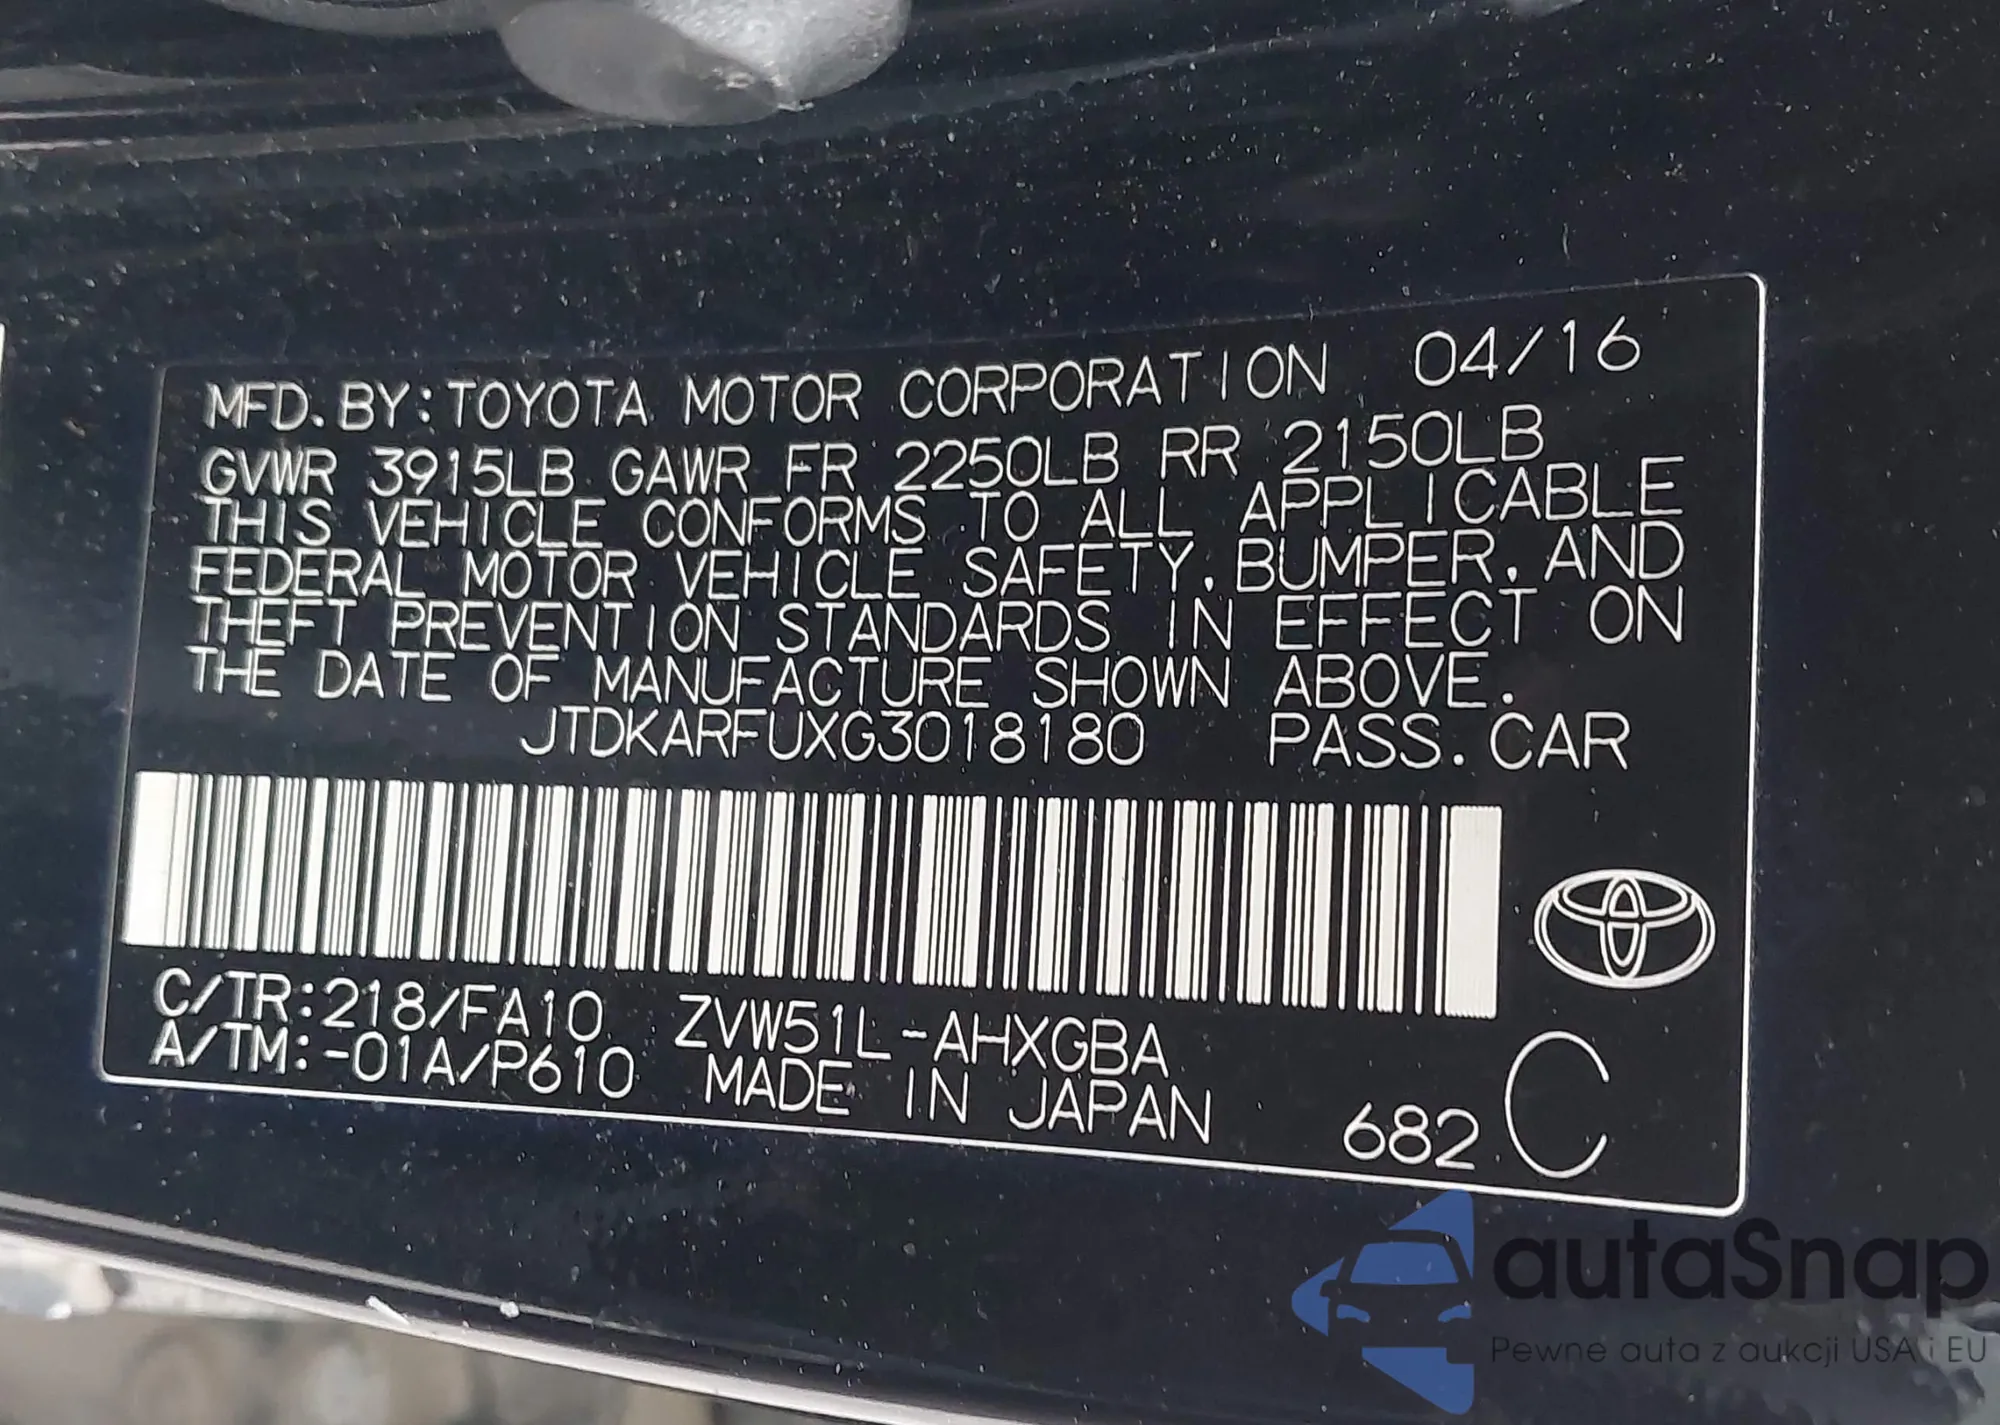 MFD. BY: TOYOTA MOTOR CORPORATION 04/16
GVWR 3915LB GAWR FR 2250LB RR 2150LB
THIS VEHICLE CONFORMS TO ALL APPLICABLE
FEDERAL MOTOR VEHICLE SAFETY, BUMPER, AND
THEFT PREVENTION STANDARDS IN EFFECT ON
THE DATE OF MANUFACTURE SHOWN ABOVE.
JTDKARFUXG3018180 PASS. CAR
C/TR:218/FA10 ZVW51L-AHXGBA
A/TM:-01A/P610 MADE IN JAPAN 682 C
autaSnap
Pewne auta z aukcji USA i EU